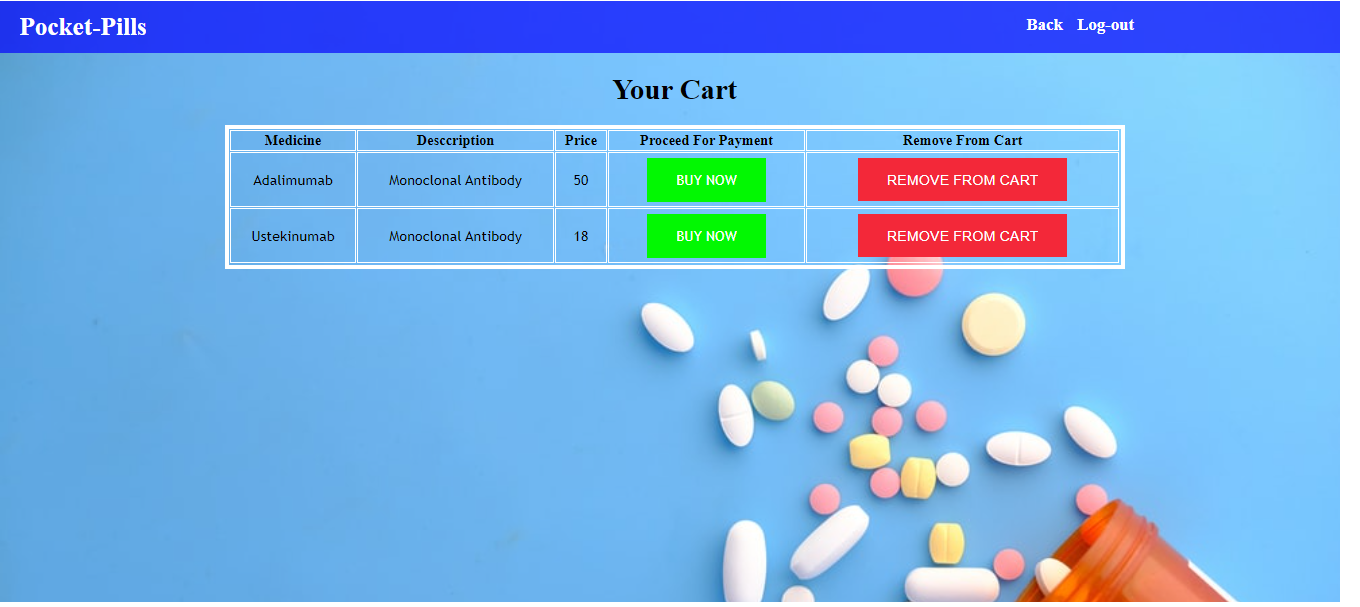 Pocket-Pills Back Log-out
Your Cart
Medicine Desccription Price Proceed For Payment Remove From Cart
Adalimumab Monoclonal Antibody 50 BUY NOW REMOVE FROM CART
Ustekinumab Monoclonal Antibody 18 BUY NOW REMOVE FROM CART